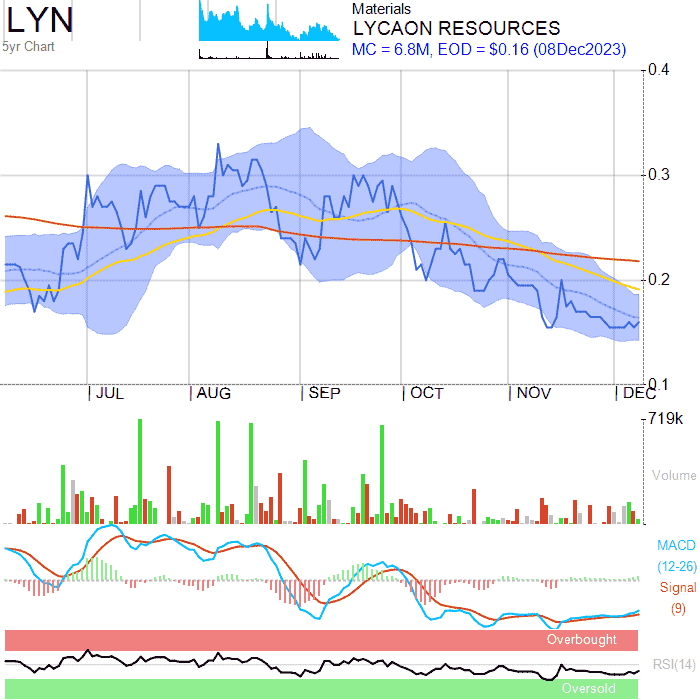 LYN
5yr Chart
Materials
LYCAON RESOURCES
MC = 6.8M, EOD = $0.16 (08Dec2023)
0.4
0.3
0.2
0.1
JUL AUG SEP OCT NOV DEC
719k
Volume
MACD
(12-26)
Signal
(9)
Overbought
RSI(14)
Oversold